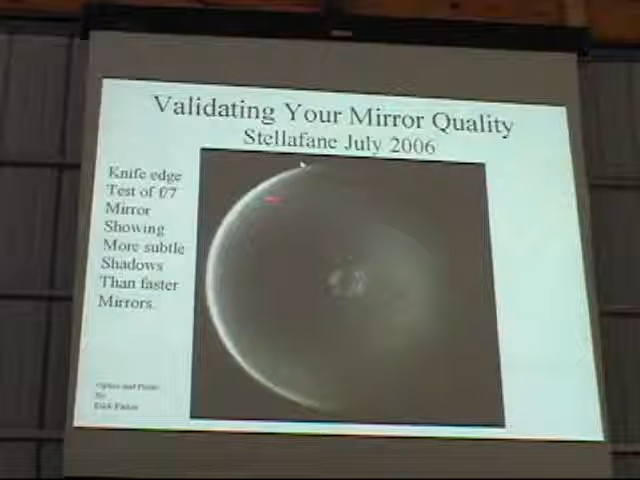 Validating Your Mirror Quality
Stellafane July 2006
Knife edge
Test of f/7
Mirror
Showing
More subtle
Shadows
Than faster
Mirrors.
Optics and
By
Dick